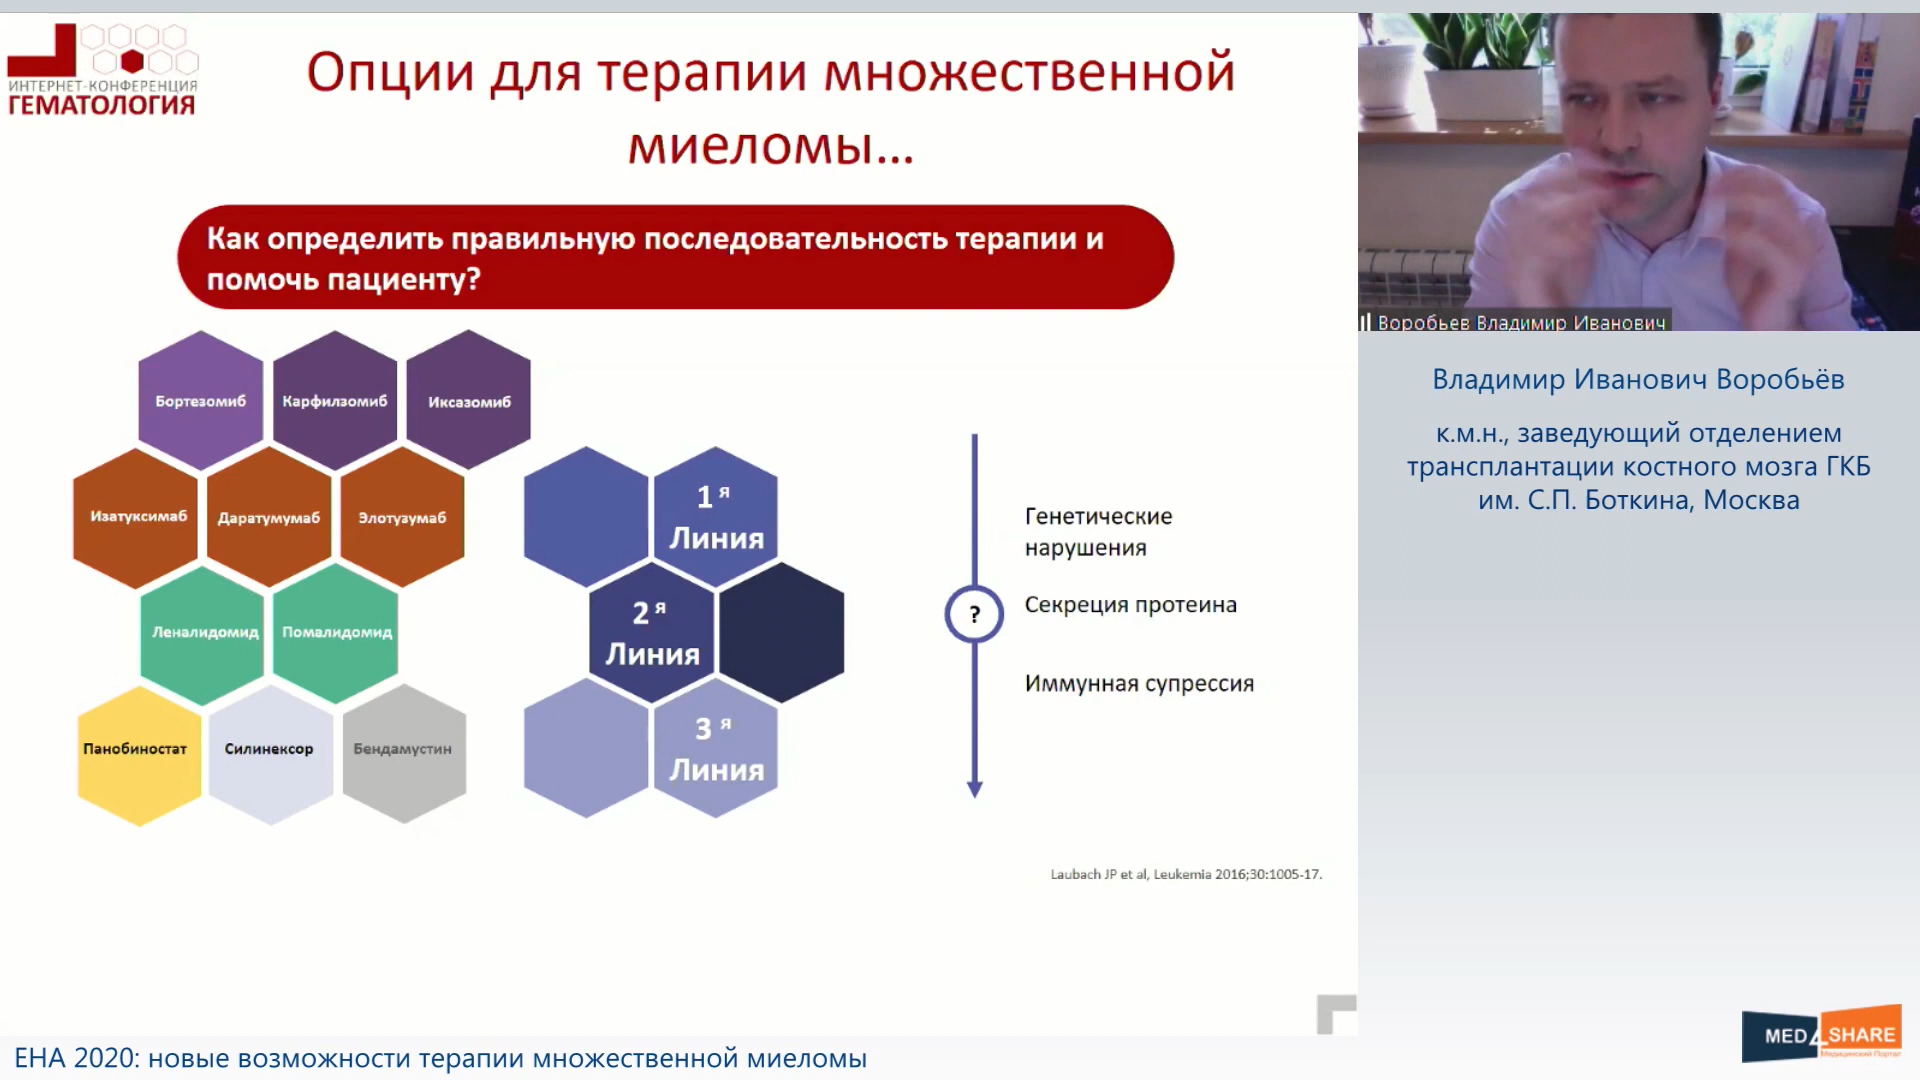 ИНТЕРНЕТ-КОНФЕРЕНЦИЯ
ГЕМАТОЛОГИЯ
Опции для терапии множественной
миеломы...
Как определить правильную последовательность терапии и
помочь пациенту?
Бортезомиб
Карфилзомиб
Иксазомиб
Изатуксимаб
Даратумумаб
Элотузумаб
Леналидомид
Помалидомид
Панобиностат
Силинексор
Бендамустин
1 я
Линия
2 я
Линия
3 я
Линия
?
Генетические
нарушения
Секреция протеина
Иммунная супрессия
Laubach JP et al, Leukemia 2016;30:1005-17.
Воробьев Владимир Иванович
Владимир Иванович Воробьёв
к.м.н., заведующий отделением
трансплантации костного мозга ГКБ
им. С.П. Боткина, Москва
MED4SHARE
Медицинский Портал
EHA 2020: новые возможности терапии множественной миеломы